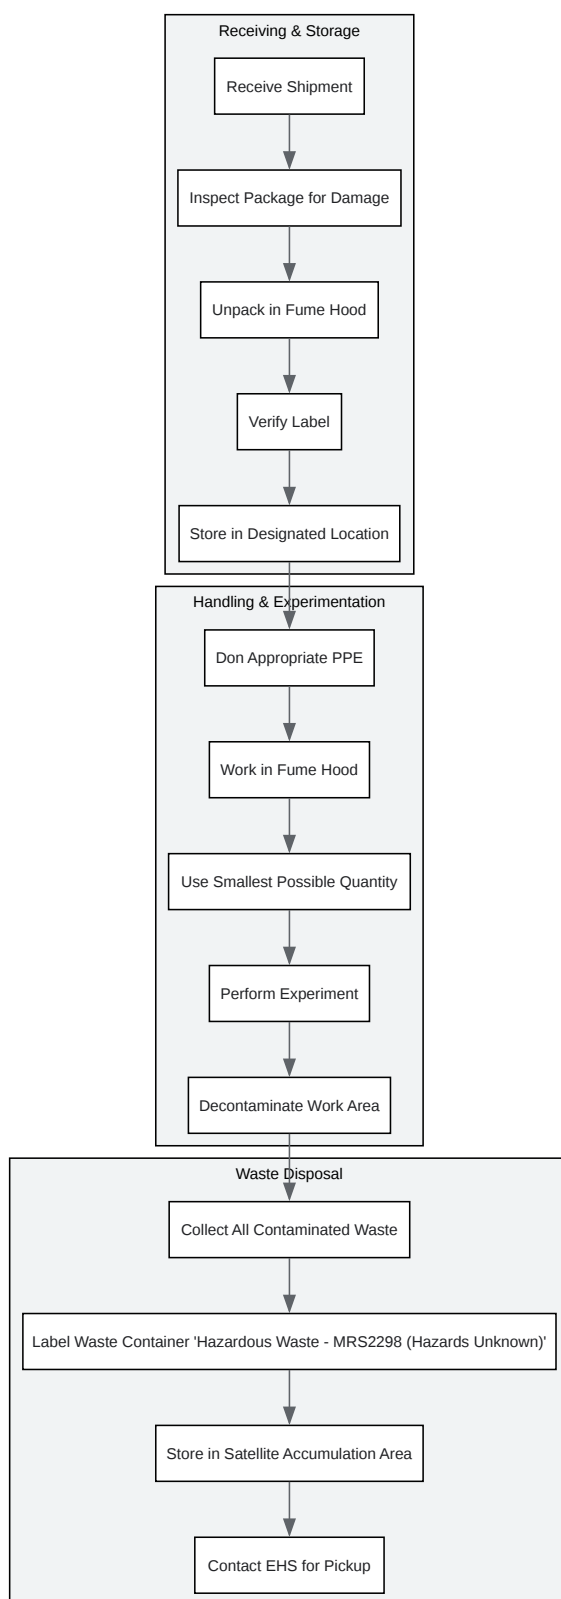 Receiving & Storage
Receive Shipment
Inspect Package for Damage
Unpack in Fume Hood
Verify Label
Store in Designated Location
Handling & Experimentation
Don Appropriate PPE
Work in Fume Hood
Use Smallest Possible Quantity
Perform Experiment
Decontaminate Work Area
Waste Disposal
Collect All Contaminated Waste
Label Waste Container 'Hazardous Waste - MRS2298 (Hazards Unknown)'
Store in Satellite Accumulation Area
Contact EHS for Pickup